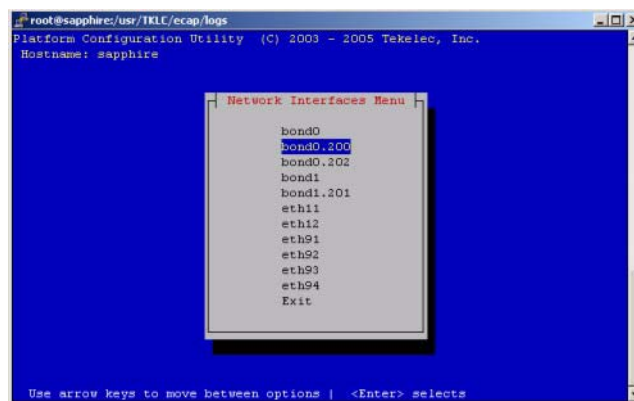 root@sapphire:/usr/TKLC/ecap/logs
Platform Configuration Utility (C) 2003 - 2005 Tekelec, Inc.
Hostname: sapphire
Network Interfaces Menu
bond0
bond0.200
bond0.202
bond1
bond1.201
eth11
eth12
eth91
eth92
eth93
eth94
Exit
Use arrow keys to move between options | <Enter> selects